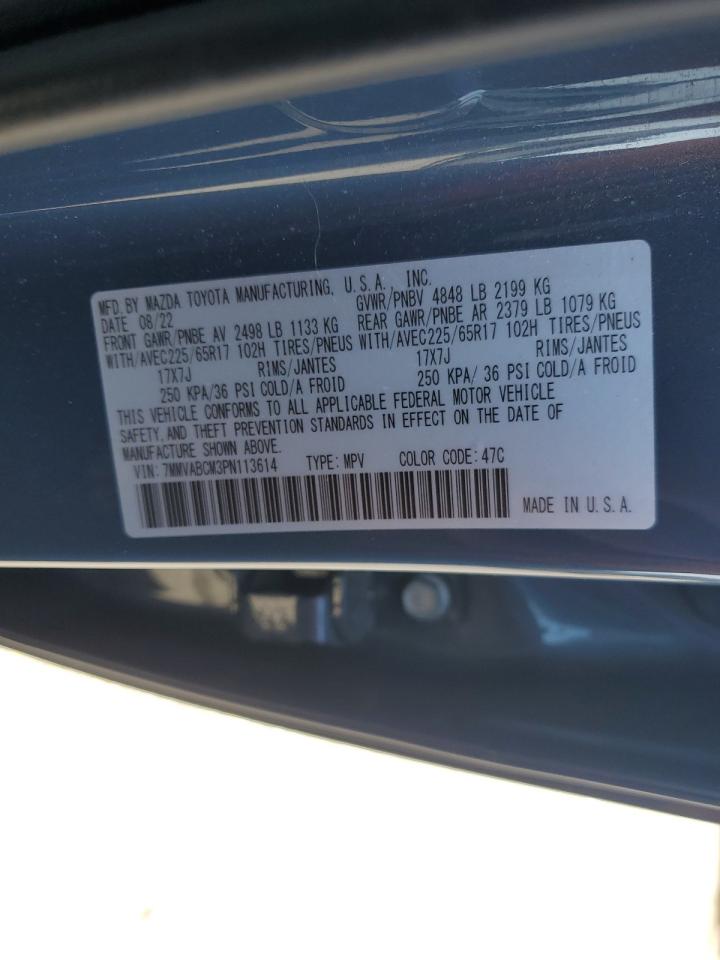 MFD. BY MAZDA TOYOTA MANUFACTURING, U.S.A. INC.
DATE 08/22 GVWR/PNBV 4848 LB 2199 KG
FRONT GAWR/PNBE AV 2498 LB 1133 KG REAR GAWR/PNBE AR 2379 LB 1079 KG
WITH/AVEC225/65R17 102H TIRES/PNEUS WITH/AVEC225/65R17 102H TIRES/PNEUS
17X7J RIMS/JANTES 17X7J RIMS/JANTES
250 KPA/36 PSI COLD/A FROID 250 KPA/ 36 PSI COLD/A FROID
THIS VEHICLE CONFORMS TO ALL APPLICABLE FEDERAL MOTOR VEHICLE
SAFETY, AND THEFT PREVENTION STANDARDS IN EFFECT ON THE DATE OF
MANUFACTURE SHOWN ABOVE.
VIN: 7MMVABCM3PN113614 TYPE: MPV COLOR CODE: 47C
MADE IN U.S.A.